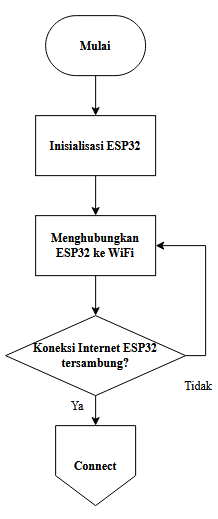 Mulai
Inisialisasi ESP32
Menghubungkan
ESP32 ke WiFi
Koneksi Internet ESP32
tersambung?
Tidak
Ya
Connect